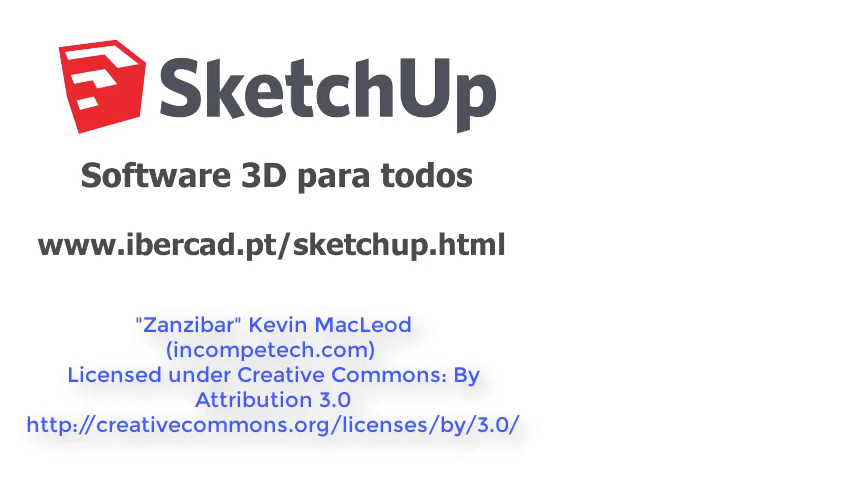 SketchUp
Software 3D para todos
www.ibercad.pt/sketchup.html
"Zanzibar" Kevin MacLeod
(incompetech.com)
Licensed under Creative Commons: By
Attribution 3.0
http://creativecommons.org/licenses/by/3.0/